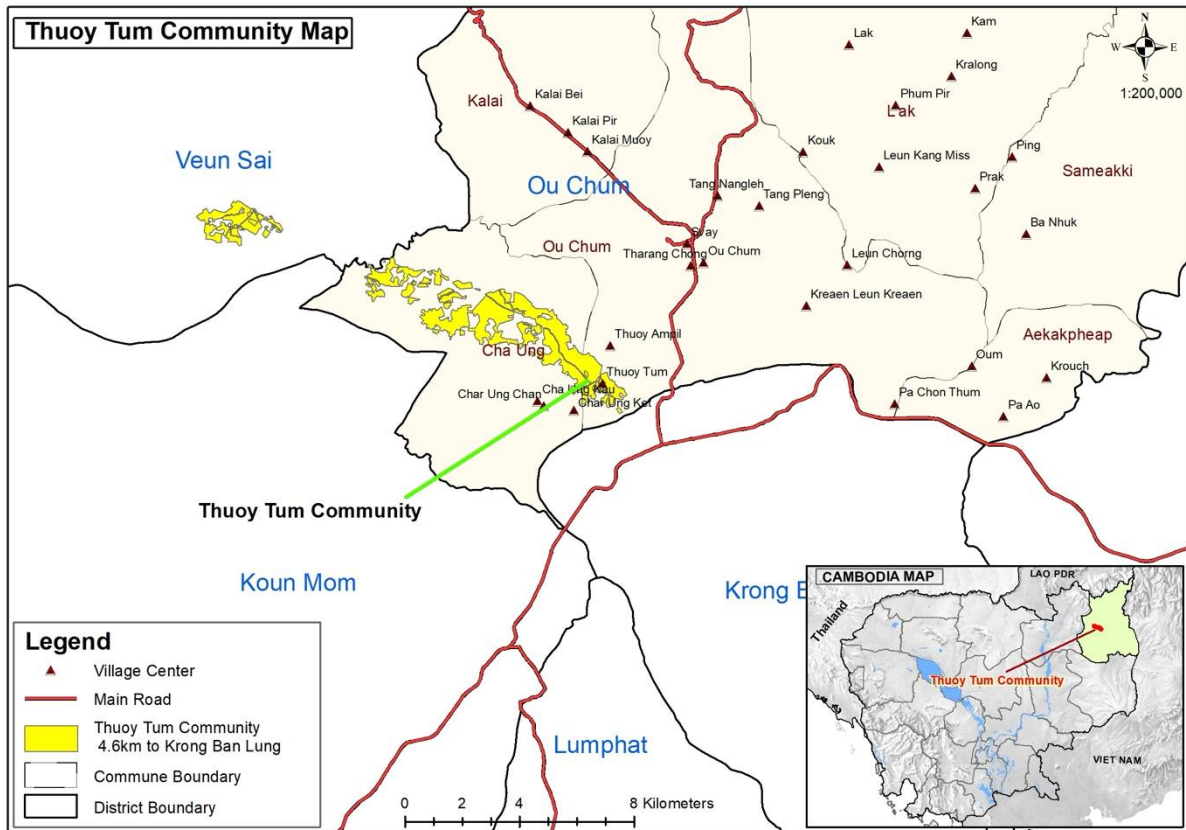 Thuoy Tum Community Map
N
W
E
S
1:200,000
Lak
Kam
Kralong
Phum Pir
Lak
Kalai
Kalai Bei
Kalai Pir
Kalai Muoy
Kouk
Ping
Leun Kang Miss
Sameakki
Prak
Veun Sai
Ou Chum
Tang Nangleh
Tang Pleng
Ba Nhuk
Ou Chum
Svay
Tharang Chong
Ou Chum
Leun Chorng
Kreaen Leun Kreaen
Aekakpheap
Thuoy Ampil
Cha Ung
Oum
Krouch
Thuoy Tum
Char Ung Chan
Cha Ung Kau
Char Ung Ket
Pa Chon Thum
Pa Ao
Thuoy Tum Community
Koun Mom
Krong B
Lumphat
Legend
Village Center
Main Road
Thuoy Tum Community
4.6km to Krong Ban Lung
Commune Boundary
District Boundary
0 2 4 8 Kilometers
CAMBODIA MAP
LAO PDR
Thailand
Thuoy Tum Community
VIET NAM